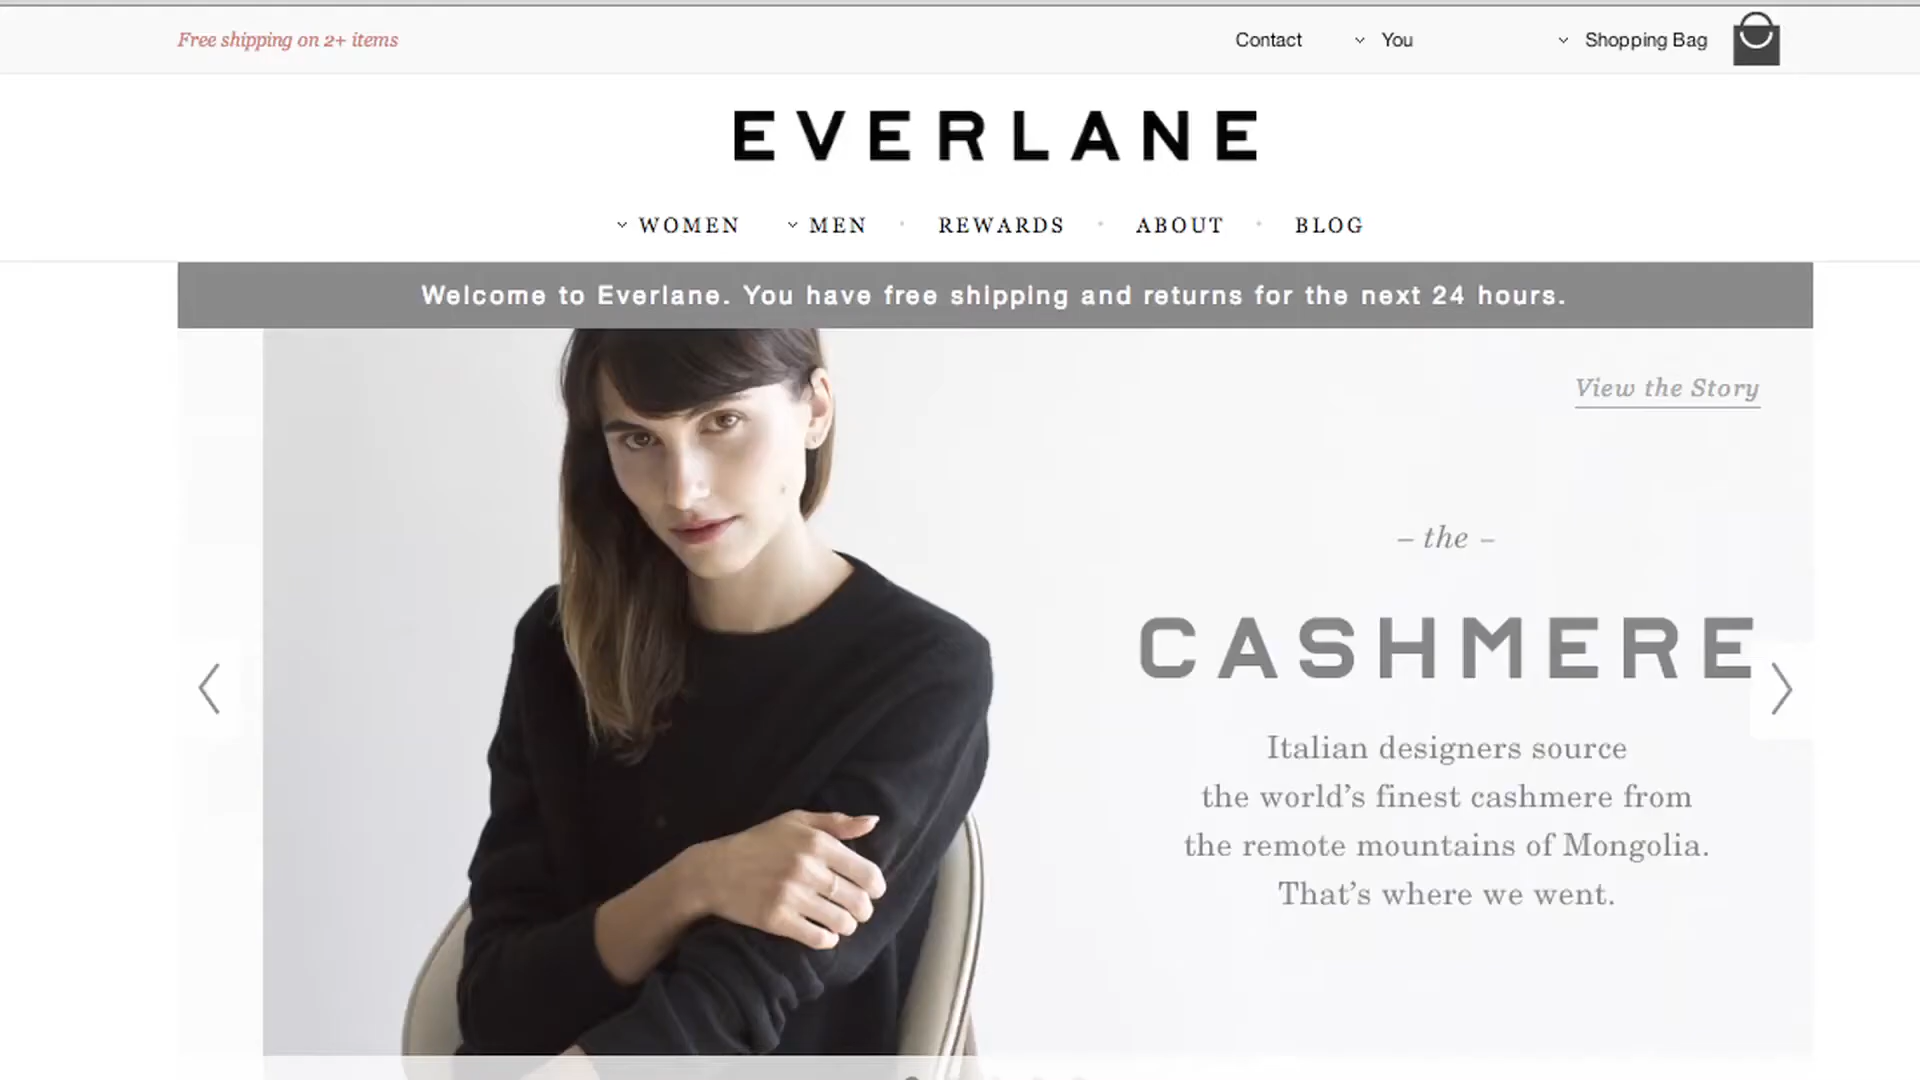 Free shipping on 2+ items
Contact
You
Shopping Bag
EVERLANE
WOMEN
MEN
REWARDS
ABOUT
BLOG
Welcome to Everlane. You have free shipping and returns for the next 24 hours.
View the Story
– the –
CASHMERE
Italian designers source
the world’s finest cashmere from
the remote mountains of Mongolia.
That’s where we went.